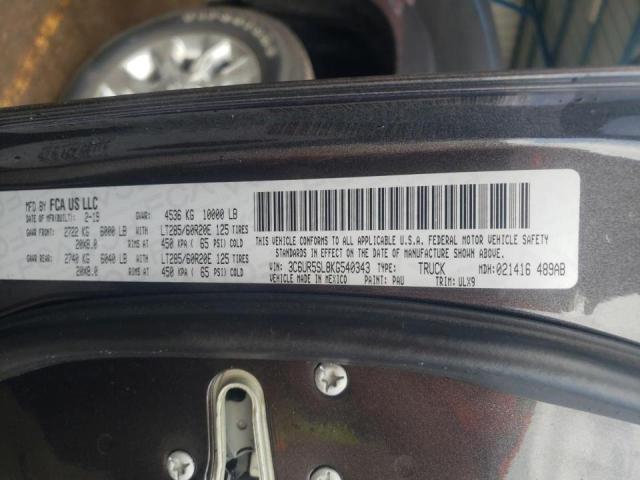 Firestone
MFD BY FCA US LLC
DATE OF MFR(BUILT): 2-19 GVWR: 4536 KG 10000 LB
GAWR FRONT: 2722 KG 6000 LB WITH LT285/60R20E 125 TIRES
20X8.0 RIMS AT 450 KPA ( 65 PSI) COLD
GAWR REAR: 2740 KG 6040 LB WITH LT285/60R20E 125 TIRES
20X8.0 RIMS AT 450 KPA ( 65 PSI) COLD
THIS VEHICLE CONFORMS TO ALL APPLICABLE U.S.A. FEDERAL MOTOR VEHICLE SAFETY
STANDARDS IN EFFECT ON THE DATE OF MANUFACTURE SHOWN ABOVE.
VIN: 3C6UR5SL8KG540343 TYPE: TRUCK MDH: 021416 489AB
VEHICLE MADE IN MEXICO PAINT: PAU TRIM: ULX9